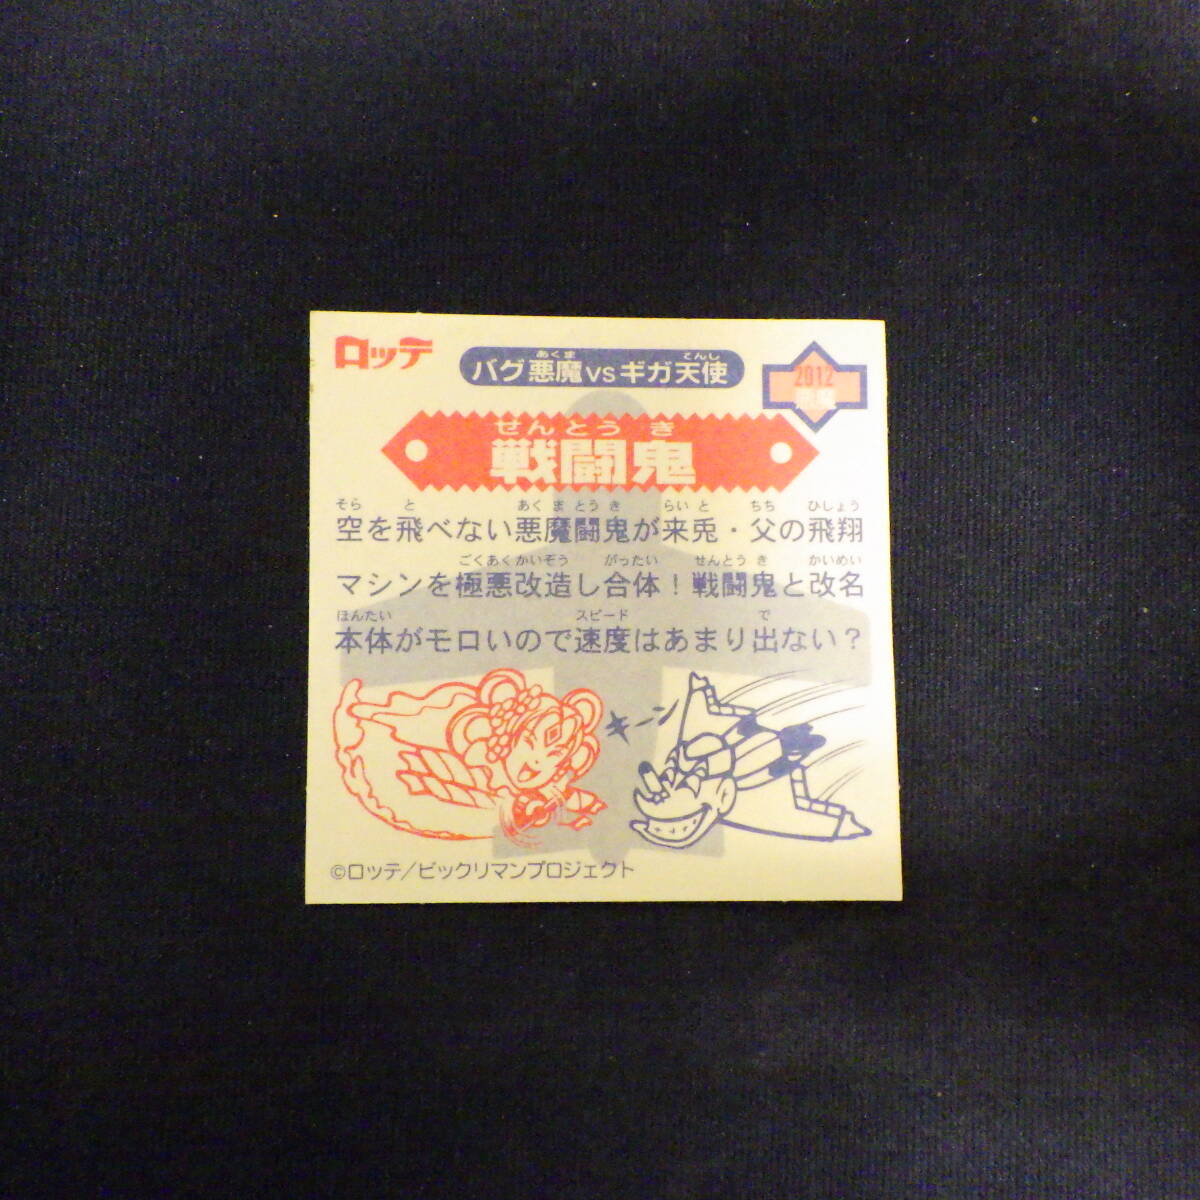 ロッテ
あくま てんし
バグ悪魔vsギガ天使
2012
悪魔
せんとうき
戦闘鬼
そら と あくまとうき らいと ちち ひしょう
空を飛べない悪魔闘鬼が来兎・父の飛翔
ごくあくかいぞう がったい せんとうき かいめい
マシンを極悪改造し合体！戦闘鬼と改名
ほんたい スピード で
本体がモロいので速度はあまり出ない？
キーン
©ロッテ/ビックリマンプロジェクト